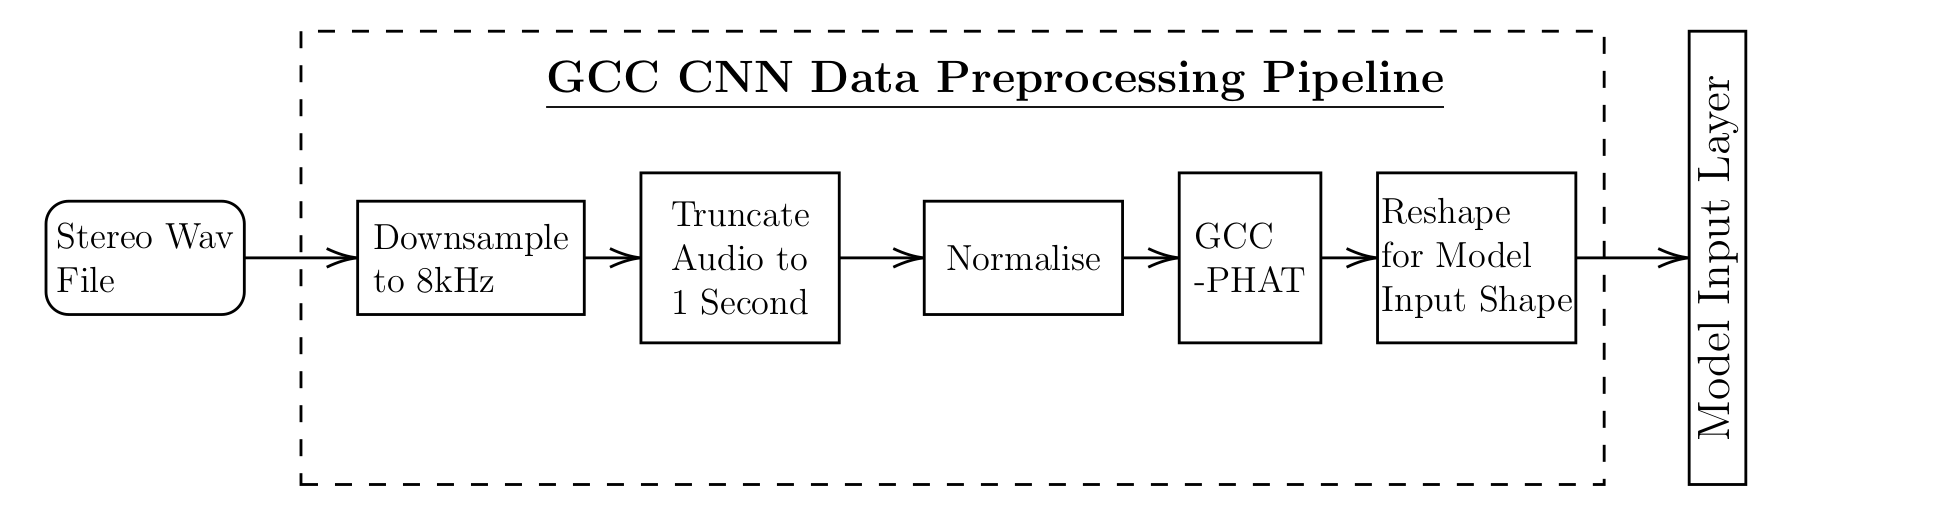 GCC CNN Data Preprocessing Pipeline
Stereo Wav
File
Downsample
to 8kHz
Truncate
Audio to
1 Second
Normalise
GCC
-PHAT
Reshape
for Model
Input Shape
Model Input Layer